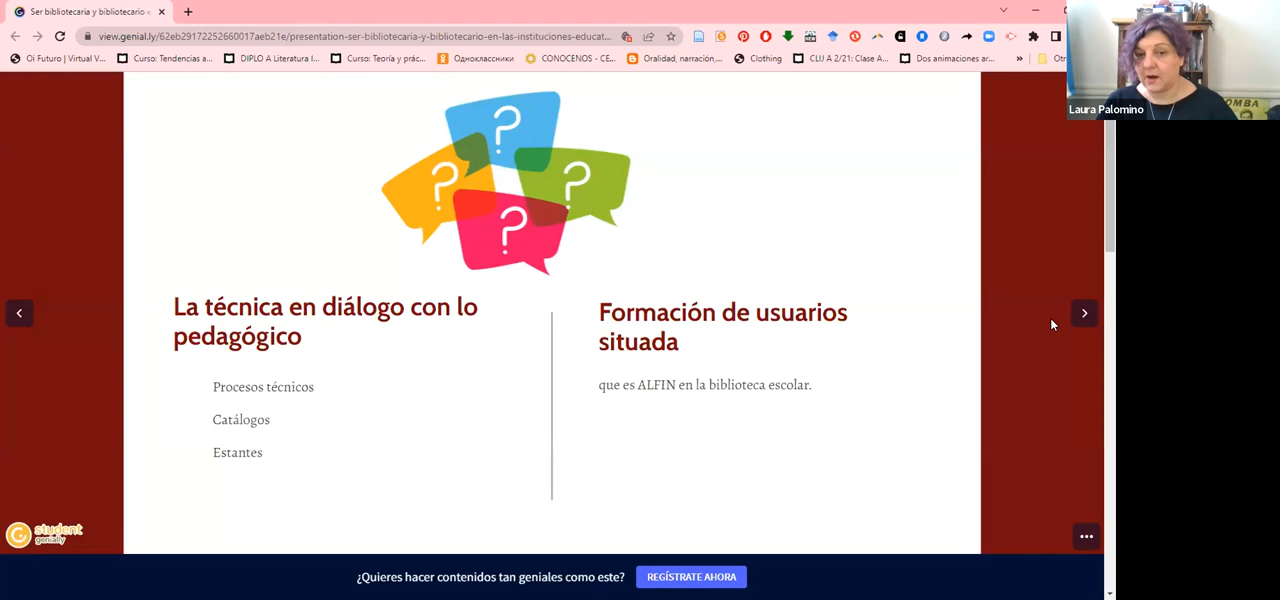 Ser bibliotecaria y bibliotecario e
view.genial.ly/62eb29172252660017aeb21e/presentation-ser-bibliotecaria-y-bibliotecario-en-las-instituciones-educat...
Oi Futuro | Virtual V...
Curso: Tendencias a...
DIPLO A Literatura I...
Curso: Teoría y prác...
Одноклассники
CONOCENOS - CE...
Oralidad, narración,...
Clothing
CLIJ A 2/21: Clase A...
Dos animaciones ar...
»
Otr
Laura Palomino
OMBA
? ? ? ?
La técnica en diálogo con lo
pedagógico
Procesos técnicos
Catálogos
Estantes
Formación de usuarios
situada
que es ALFIN en la biblioteca escolar.
student
genially
¿Quieres hacer contenidos tan geniales como este?
REGÍSTRATE AHORA